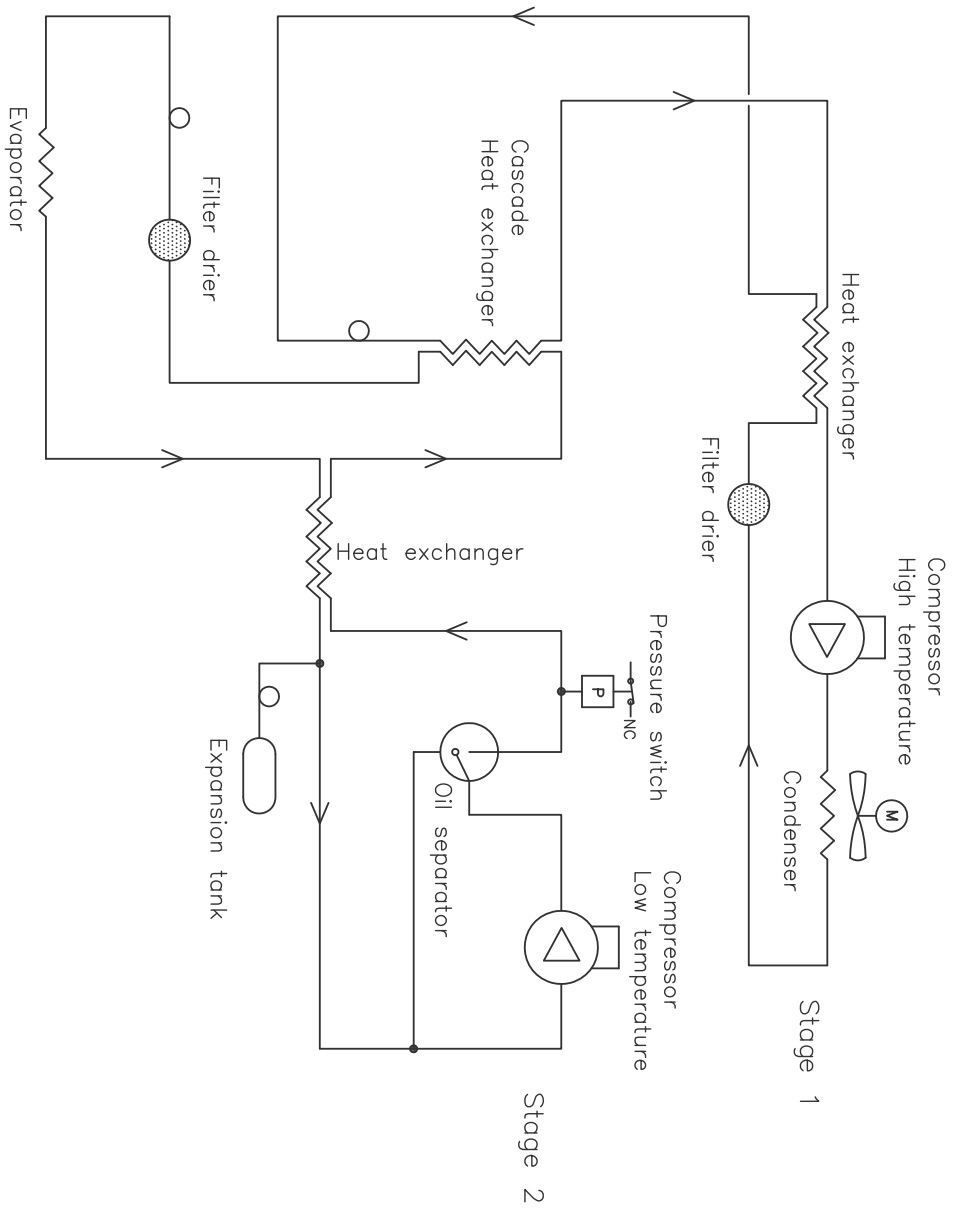 Stage 1
Compressor
High temperature
Condenser
M
Heat exchanger
Filter drier
Stage 2
Compressor
Low temperature
Pressure switch
NC
P
Oil separator
Cascade
Heat exchanger
Heat exchanger
Expansion tank
Filter drier
Evaporator